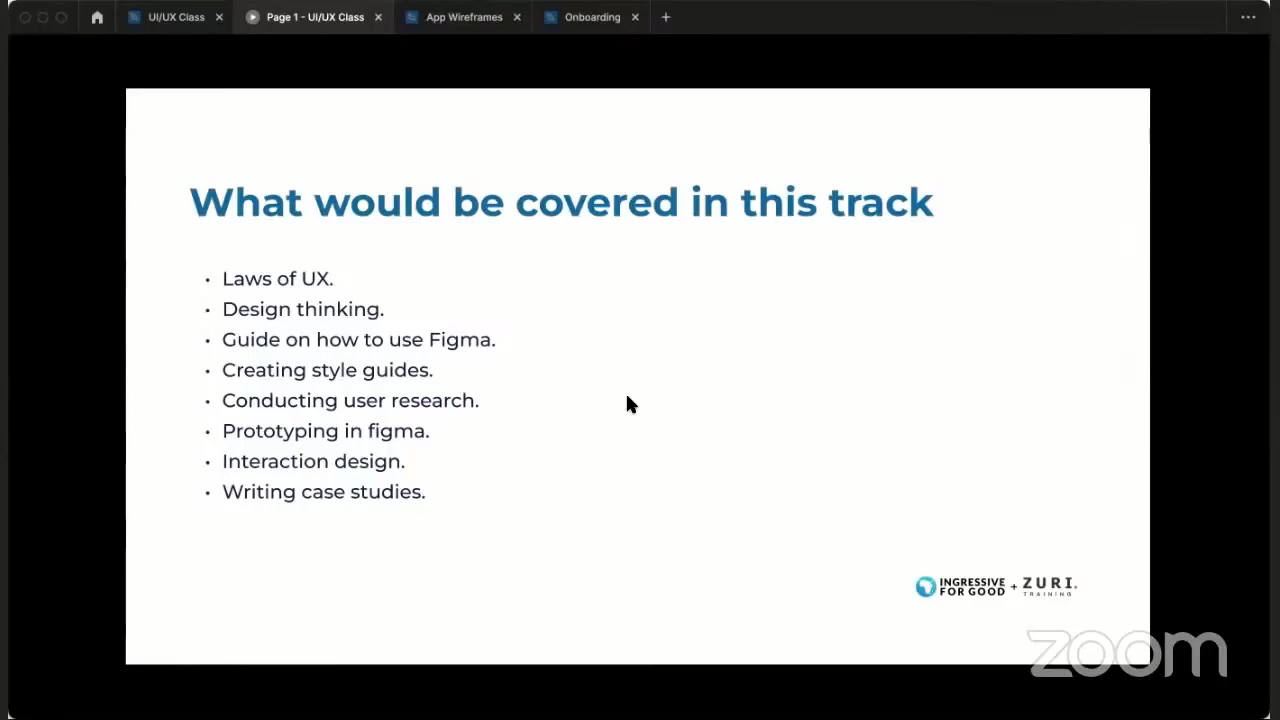 UI/UX Class
Page 1 - UI/UX Class
App Wireframes
Onboarding
What would be covered in this track
• Laws of UX.
• Design thinking.
• Guide on how to use Figma.
• Creating style guides.
• Conducting user research.
• Prototyping in figma.
• Interaction design.
• Writing case studies.
INGRESSIVE
FOR GOOD
+
ZURI.
TRAINING
zoom